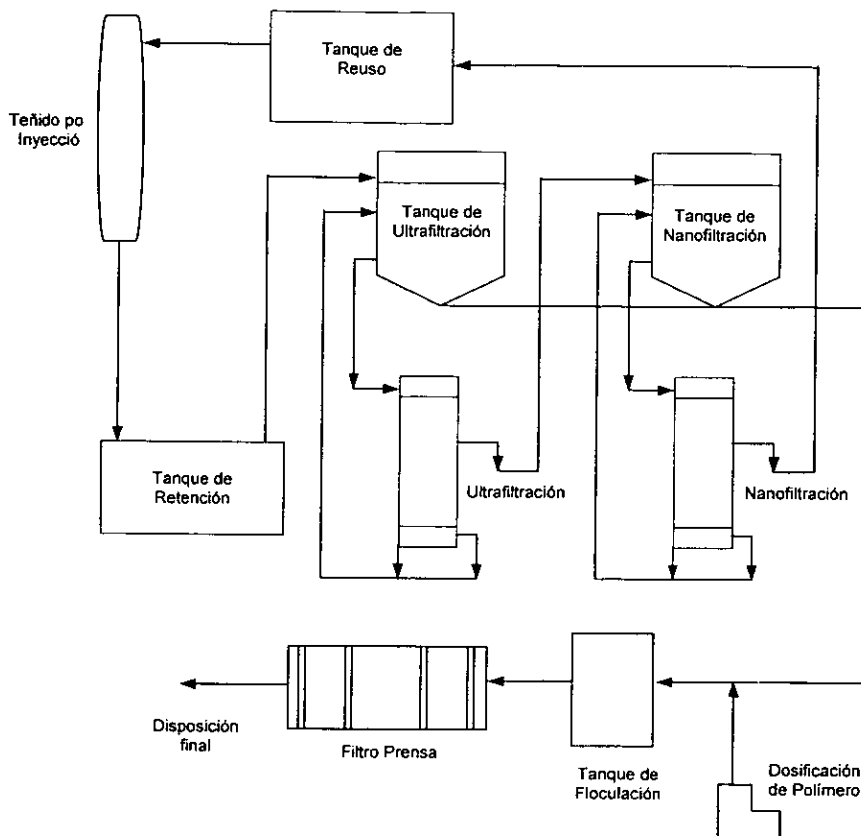 Tanque de
Reuso
Teñido po
Inyecció
Tanque de
Ultrafiltración
Tanque de
Nanofiltración
Tanque de
Retención
Ultrafiltración
Nanofiltración
Disposición
final
Filtro Prensa
Tanque de
Floculación
Dosificación
de Polímero